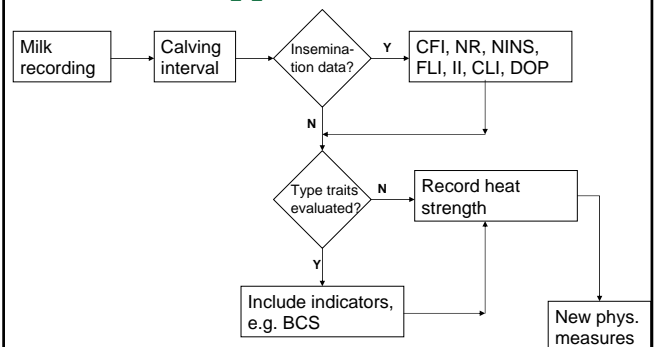 Milk
recording
Calving
interval
Insemina-
tion data?
Y
CFI, NR, NINS,
FLI, II, CLI, DOP
N
Type traits
evaluated?
N
Record heat
strength
Y
Include indicators,
e.g. BCS
New phys.
measures